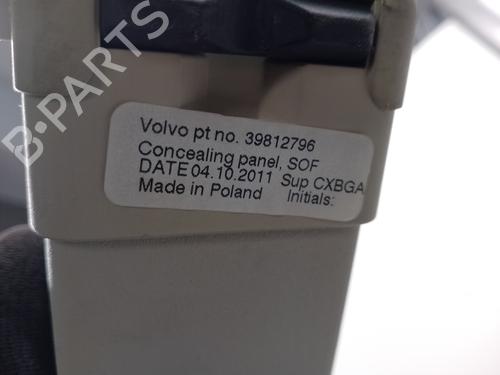 B-PARTS
Volvo pt no. 39812796
Concealing panel, SOF
DATE 04.10.2011 Sup CXBGA
Made in Poland Initials: